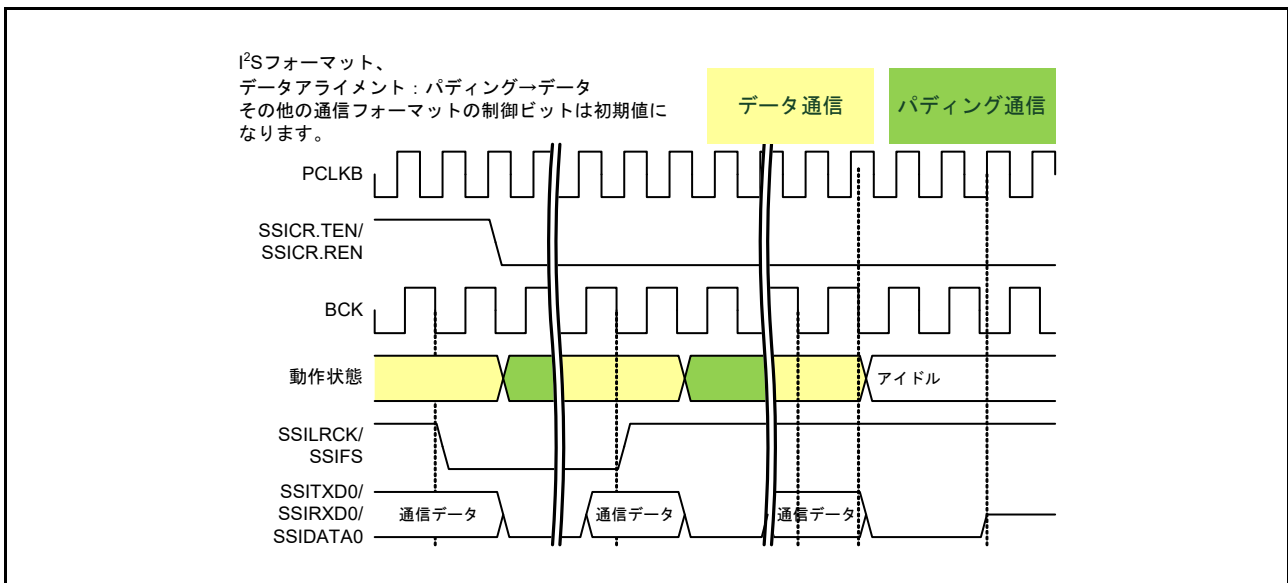 I²Sフォーマット、
データアライメント：パディング→データ
その他の通信フォーマットの制御ビットは初期値に
なります。
データ通信
パディング通信
PCLKB
SSICR.TEN/
SSICR.REN
BCK
動作状態
アイドル
SSILRCK/
SSIFS
SSITXD0/
SSIRXD0/
SSIDATA0
通信データ
通信データ
通信データ